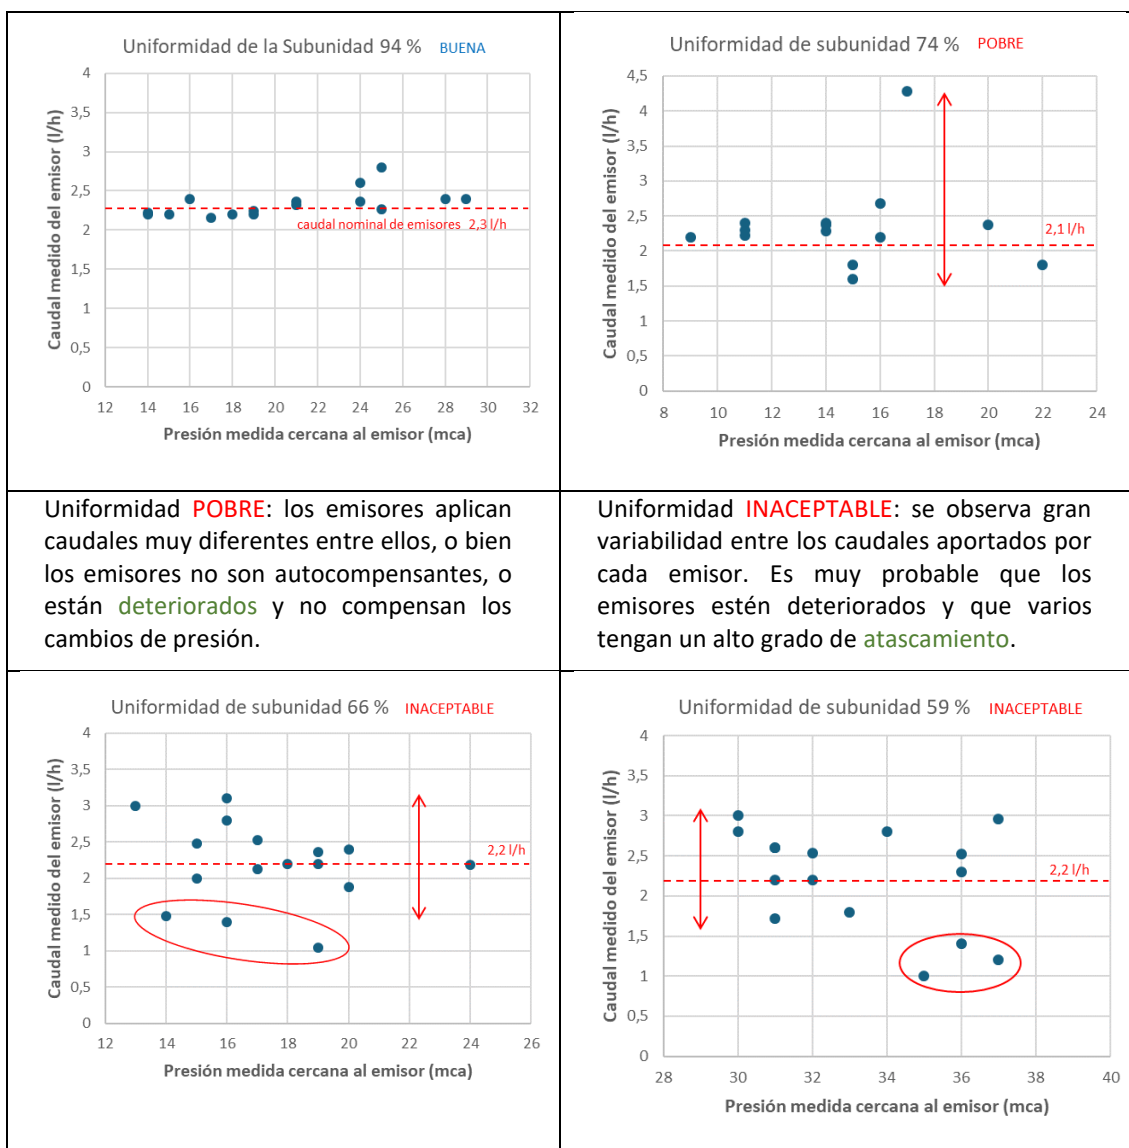 Uniformidad de la Subunidad 94 % BUENA
Caudal medido del emisor (l/h)
4
3,5
3
2,5
2
1,5
1
0,5
0
caudal nominal de emisores 2,3 l/h
12 14 16 18 20 22 24 26 28 30 32
Presión medida cercana al emisor (mca)
Uniformidad de subunidad 74 % POBRE
Caudal medido del emisor (l/h)
4,5
4
3,5
3
2,5
2
1,5
1
0,5
0
2,1 l/h
8 10 12 14 16 18 20 22 24
Presión medida cercana al emisor (mca)
Uniformidad POBRE: los emisores aplican
caudales muy diferentes entre ellos, o bien
los emisores no son autocompensantes, o
están deteriorados y no compensan los
cambios de presión.
Uniformidad INACEPTABLE: se observa gran
variabilidad entre los caudales aportados por
cada emisor. Es muy probable que los
emisores estén deteriorados y que varios
tengan un alto grado de atascamiento.
Uniformidad de subunidad 66 % INACEPTABLE
Caudal medido del emisor (l/h)
4
3
2,5
2
1,5
1
0,5
0
2,2 l/h
12 14 16 18 20 22 24 26
Presión medida cercana al emisor (mca)
Uniformidad de subunidad 59 % INACEPTABLE
Caudal medido del emisor (l/h)
4
3,5
3
2,5
2
1,5
1
0,5
0
2,2 l/h
28 30 32 34 36 38 40
Presión medida cercana al emisor (mca)